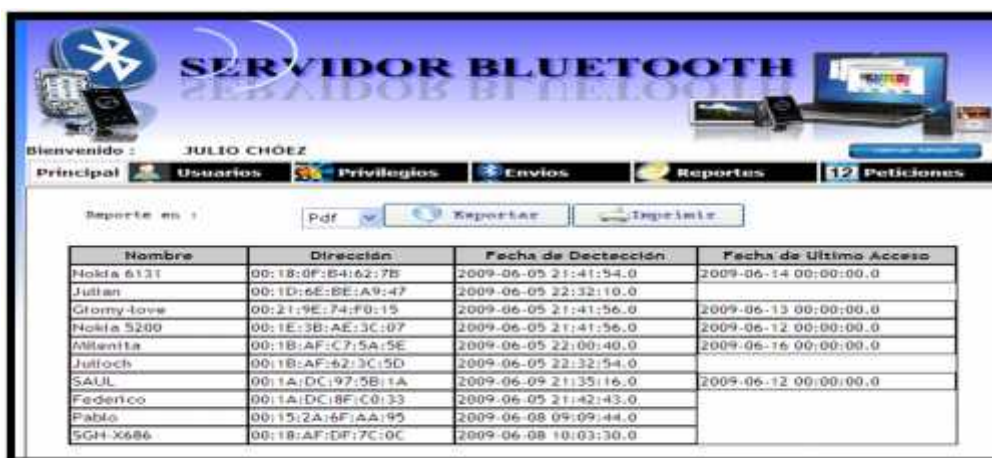 SERVIDOR BLUETOOTH
Bienvenido : JULIO CHÓEZ
Principal Usuarios Privilegios Envios Reportes 12 Peticiones
Reporte en : Pdf Exportar Imprimir
Nombre Dirección Fecha de Dectección Fecha de Ultimo Acceso
Nokia 6131 00:18:0F:B4:62:7B 2009-06-05 21:41:54.0 2009-06-14 00:00:00.0
Julian 00:1D:6E:BE:A9:47 2009-06-05 22:32:10.0
Glomy-love 00:21:9E:74:F0:15 2009-06-05 21:41:56.0 2009-06-13 00:00:00.0
Nokia 5200 00:1E:3B:AE:3C:07 2009-06-05 21:41:56.0 2009-06-12 00:00:00.0
Milenita 00:1B:AF:C7:5A:5E 2009-06-05 22:00:40.0 2009-06-16 00:00:00.0
Julioch 00:1B:AF:62:3C:5D 2009-06-05 22:32:54.0
SAUL 00:1A:DC:97:5B:1A 2009-06-09 21:35:16.0 2009-06-12 00:00:00.0
Federico 00:1A:DC:8F:C0:33 2009-06-05 21:42:43.0
Pablo 00:15:2A:6F:AA:95 2009-06-08 09:09:44.0
SGH-X686 00:18:AF:DF:7C:0C 2009-06-08 10:03:30.0